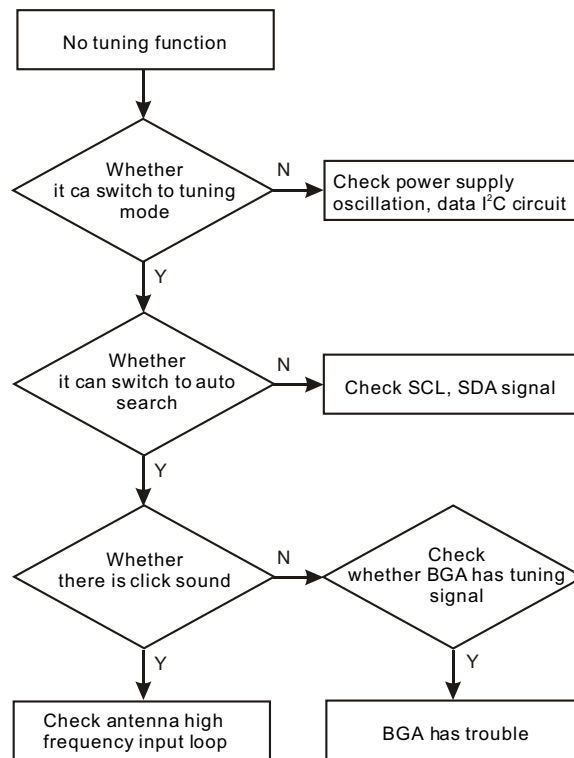 No tuning function
Whether
it ca switch to tuning
mode
N
Check power supply
oscillation, data I²C circuit
Y
Whether
it can switch to auto
search
N
Check SCL, SDA signal
Y
Whether
there is click sound
N
Check
whether BGA has tuning
signal
Y
Y
Check antenna high
frequency input loop
BGA has trouble